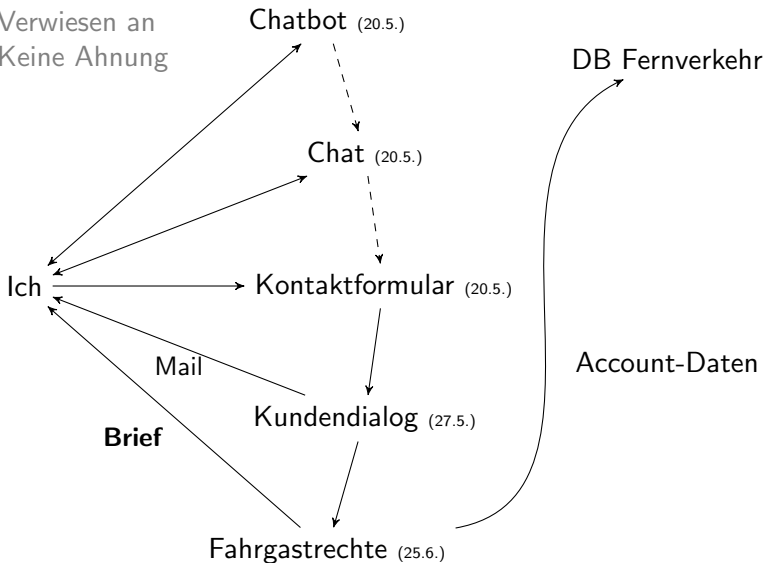 Verwiesen an
Keine Ahnung
Chatbot (20.5.)
DB Fernverkehr
Chat (20.5.)
Ich
Kontaktformular (20.5.)
Mail
Account-Daten
Kundendialog (27.5.)
Brief
Fahrgastrechte (25.6.)